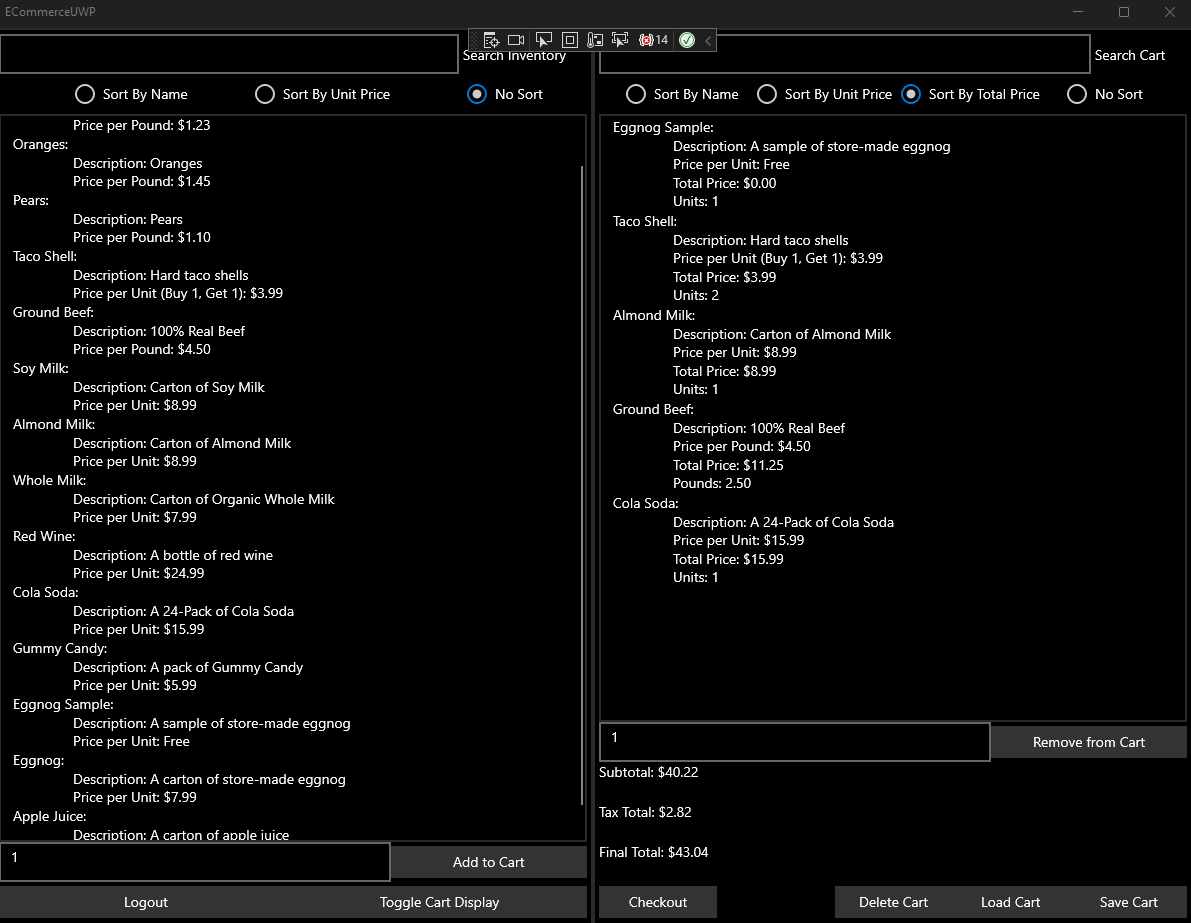 ECommerceUWP
14
Search Inventory
Search Cart
Sort By Name
Sort By Unit Price
No Sort
Sort By Name
Sort By Unit Price
Sort By Total Price
No Sort
Price per Pound: $1.23
Oranges:
Description: Oranges
Price per Pound: $1.45
Pears:
Description: Pears
Price per Pound: $1.10
Taco Shell:
Description: Hard taco shells
Price per Unit (Buy 1, Get 1): $3.99
Ground Beef:
Description: 100% Real Beef
Price per Pound: $4.50
Soy Milk:
Description: Carton of Soy Milk
Price per Unit: $8.99
Almond Milk:
Description: Carton of Almond Milk
Price per Unit: $8.99
Whole Milk:
Description: Carton of Organic Whole Milk
Price per Unit: $7.99
Red Wine:
Description: A bottle of red wine
Price per Unit: $24.99
Cola Soda:
Description: A 24-Pack of Cola Soda
Price per Unit: $15.99
Gummy Candy:
Description: A pack of Gummy Candy
Price per Unit: $5.99
Eggnog Sample:
Description: A sample of store-made eggnog
Price per Unit: Free
Eggnog:
Description: A carton of store-made eggnog
Price per Unit: $7.99
Apple Juice:
Description: A carton of apple juice
1
Add to Cart
Logout
Toggle Cart Display
Eggnog Sample:
Description: A sample of store-made eggnog
Price per Unit: Free
Total Price: $0.00
Units: 1
Taco Shell:
Description: Hard taco shells
Price per Unit (Buy 1, Get 1): $3.99
Total Price: $3.99
Units: 2
Almond Milk:
Description: Carton of Almond Milk
Price per Unit: $8.99
Total Price: $8.99
Units: 1
Ground Beef:
Description: 100% Real Beef
Price per Pound: $4.50
Total Price: $11.25
Pounds: 2.50
Cola Soda:
Description: A 24-Pack of Cola Soda
Price per Unit: $15.99
Total Price: $15.99
Units: 1
1
Remove from Cart
Subtotal: $40.22
Tax Total: $2.82
Final Total: $43.04
Checkout
Delete Cart
Load Cart
Save Cart